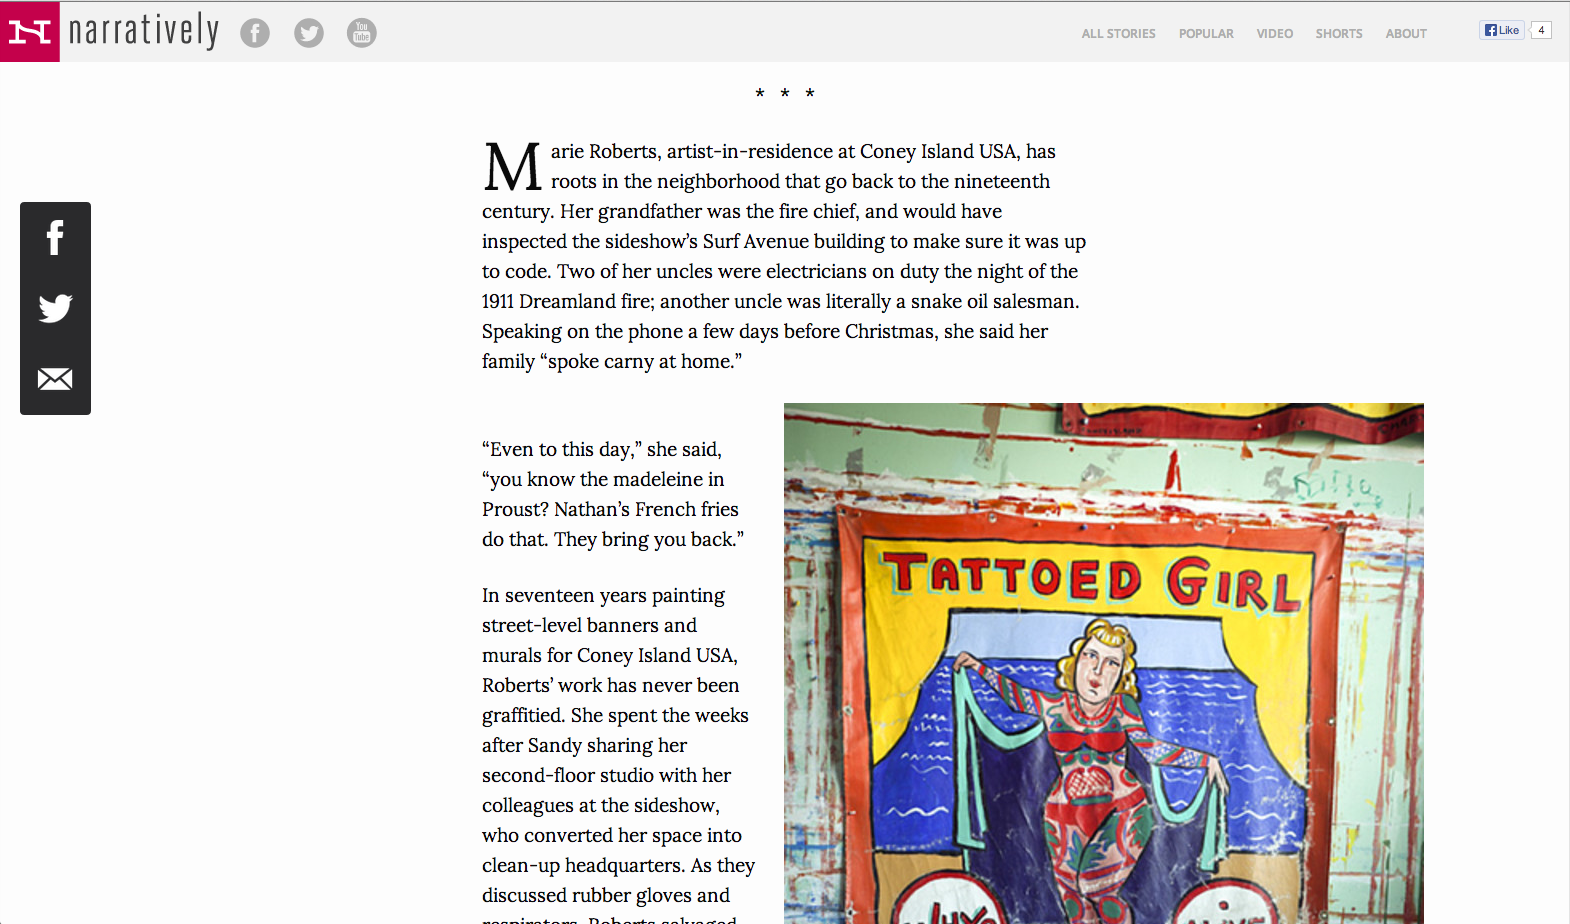 narratively
ALL STORIES POPULAR VIDEO SHORTS ABOUT
Like 4
* * *
Marie Roberts, artist-in-residence at Coney Island USA, has
roots in the neighborhood that go back to the nineteenth
century. Her grandfather was the fire chief, and would have
inspected the sideshow’s Surf Avenue building to make sure it was up
to code. Two of her uncles were electricians on duty the night of the
1911 Dreamland fire; another uncle was literally a snake oil salesman.
Speaking on the phone a few days before Christmas, she said her
family “spoke carny at home.”
“Even to this day,” she said,
“you know the madeleine in
Proust? Nathan’s French fries
do that. They bring you back.”
In seventeen years painting
street-level banners and
murals for Coney Island USA,
Roberts’ work has never been
graffitied. She spent the weeks
after Sandy sharing her
second-floor studio with her
colleagues at the sideshow,
who converted her space into
clean-up headquarters. As they
discussed rubber gloves and
respirators, Roberts salvaged
TATTOED GIRL
WHY?